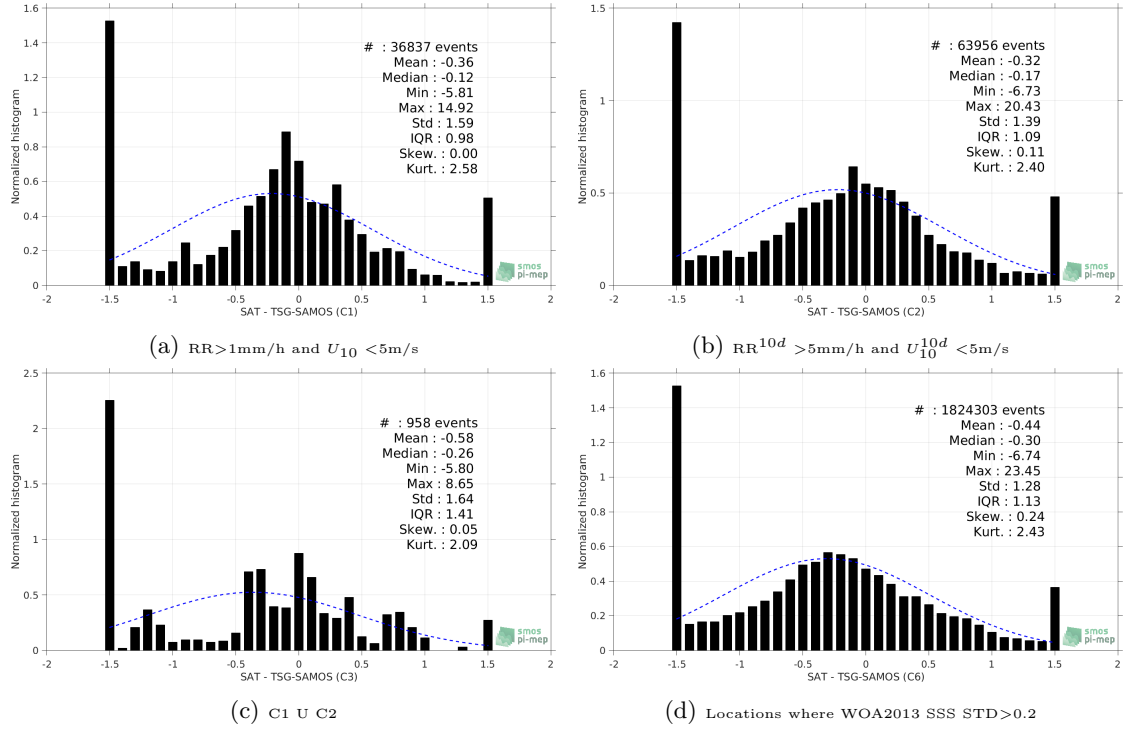 1.6
1.4
1.2
1
0.8
0.6
0.4
0.2
0
Normalized histogram
# : 36837 events
Mean : -0.36
Median : -0.12
Min : -5.81
Max : 14.92
Std : 1.59
IQR : 0.98
Skew. : 0.00
Kurt. : 2.58
smos
pi-mep
-2 -1.5 -1 -0.5 0 0.5 1 1.5 2
SAT - TSG-SAMOS (C1)
(a) RR>1mm/h and U10 <5m/s
1.5
1
0.5
0
Normalized histogram
# : 63956 events
Mean : -0.32
Median : -0.17
Min : -6.73
Max : 20.43
Std : 1.39
IQR : 1.09
Skew. : 0.11
Kurt. : 2.40
smos
pi-mep
-2 -1.5 -1 -0.5 0 0.5 1 1.5 2
SAT - TSG-SAMOS (C2)
(b) RR10d >5mm/h and U10 10d <5m/s
2.5
2
1.5
1
0.5
0
Normalized histogram
# : 958 events
Mean : -0.58
Median : -0.26
Min : -5.80
Max : 8.65
Std : 1.64
IQR : 1.41
Skew. : 0.05
Kurt. : 2.09
smos
pi-mep
-2 -1.5 -1 -0.5 0 0.5 1 1.5 2
SAT - TSG-SAMOS (C3)
(c) C1 U C2
1.6
1.4
1.2
1
0.8
0.6
0.4
0.2
0
Normalized histogram
# : 1824303 events
Mean : -0.44
Median : -0.30
Min : -6.74
Max : 23.45
Std : 1.28
IQR : 1.13
Skew. : 0.24
Kurt. : 2.43
smos
pi-mep
-2 -1.5 -1 -0.5 0 0.5 1 1.5 2
SAT - TSG-SAMOS (C6)
(d) Locations where WOA2013 SSS STD>0.2